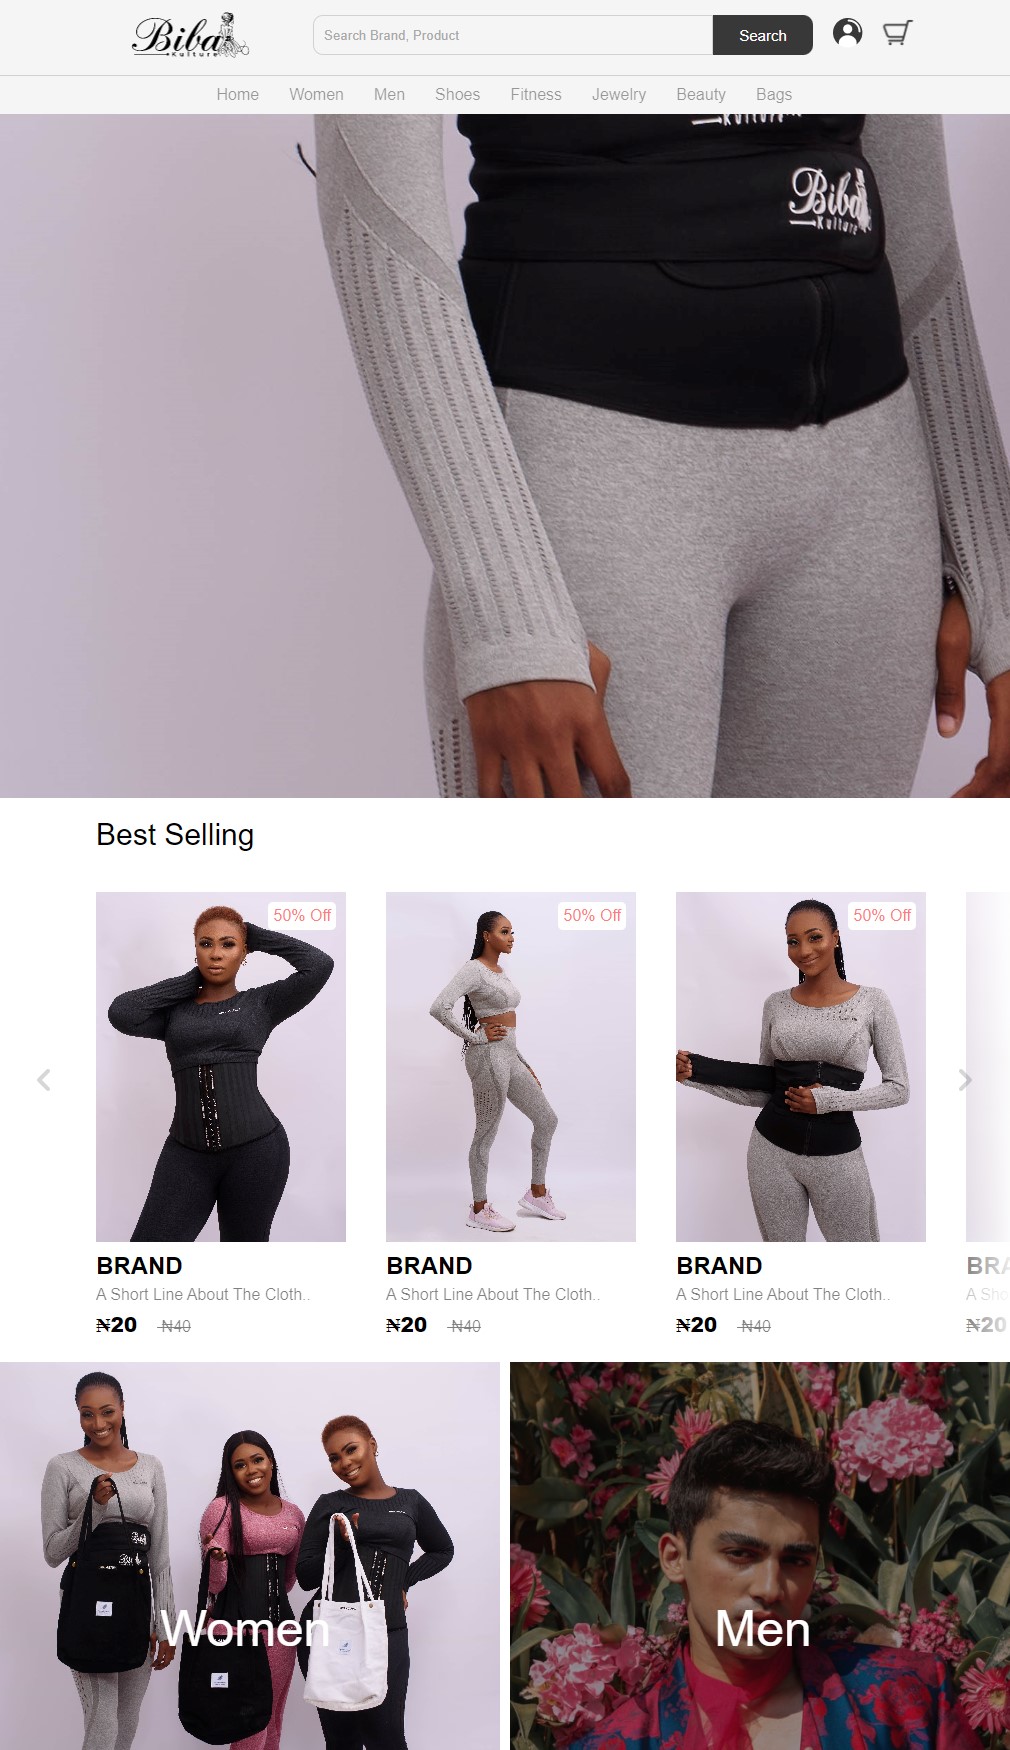 Biba
Kulture
Search Brand, Product
Search
Home Women Men Shoes Fitness Jewelry Beauty Bags
Kulture
Biba
Kulture
Best Selling
50% Off 50% Off 50% Off
BRAND BRAND BRAND BRA
A Short Line About The Cloth.. A Short Line About The Cloth.. A Short Line About The Cloth.. A Sho
₦20 ₦40 ₦20 ₦40 ₦20 ₦40 ₦20
Women Men